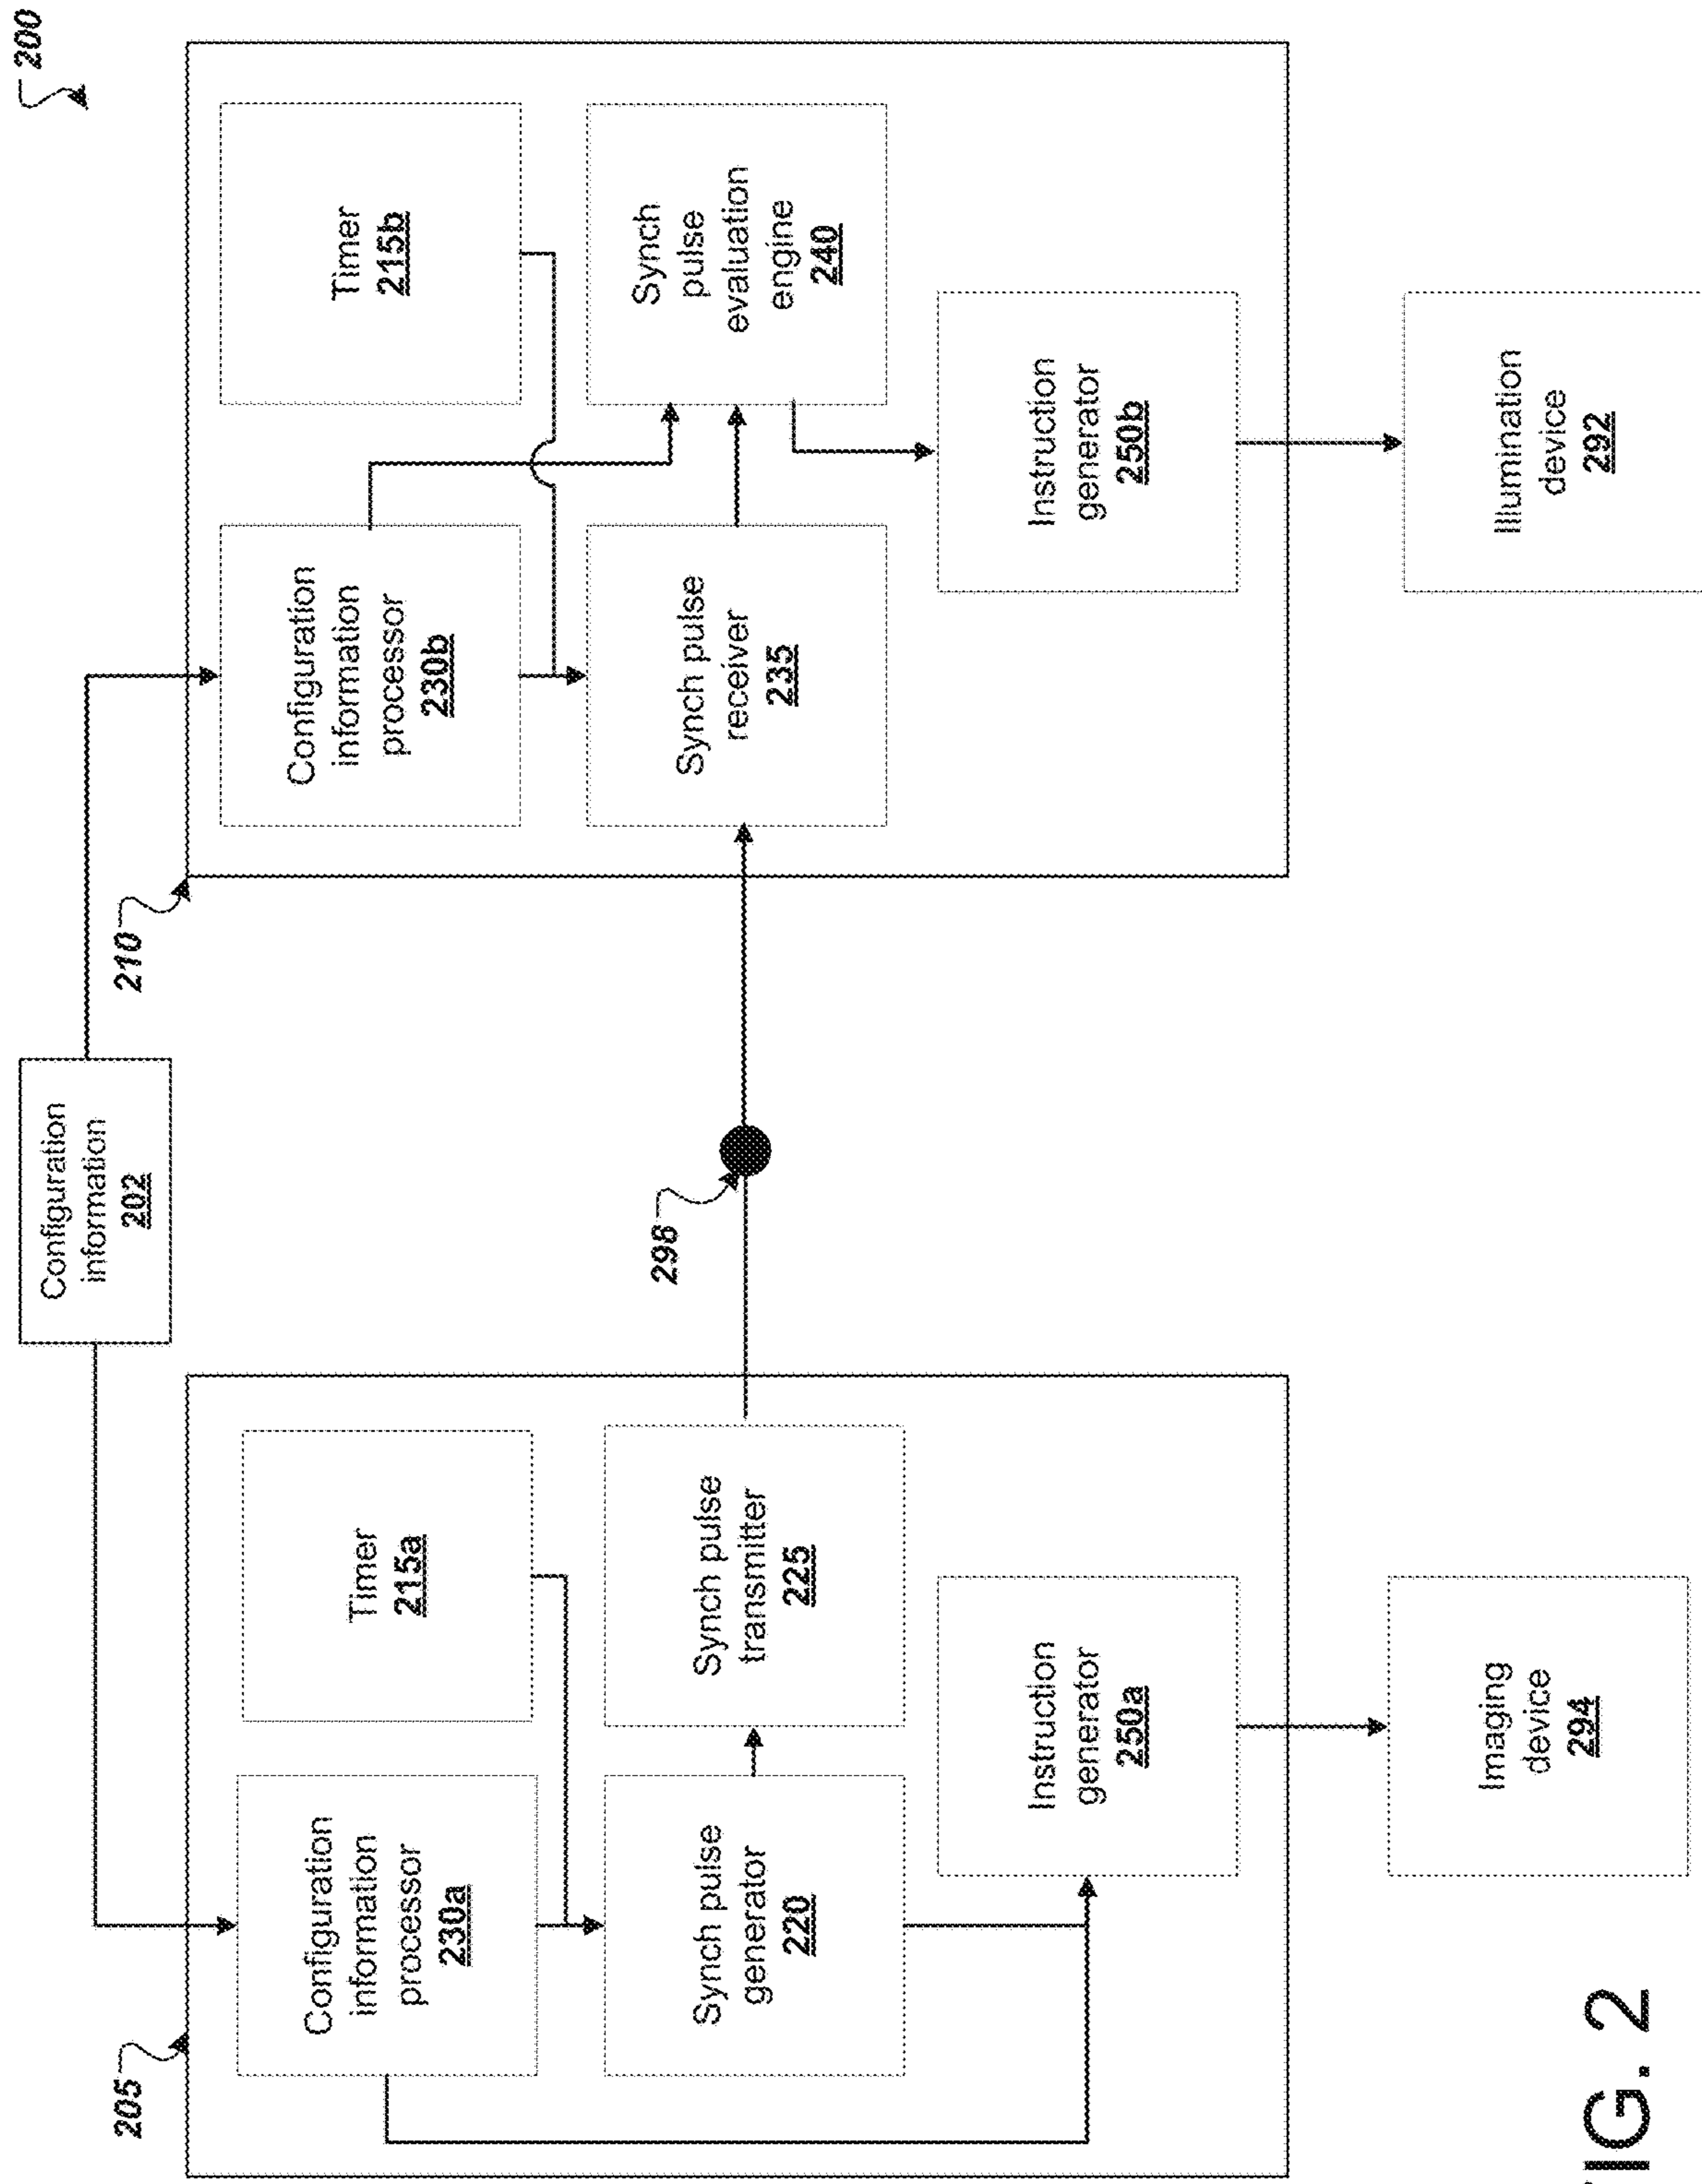 200
Configuration
information
202
205
210
Configuration
information
processor
230a
Timer
215a
Configuration
information
processor
230b
Timer
215b
Synch pulse
generator
220
Synch pulse
transmitter
225
298
Synch pulse
receiver
235
Synch
pulse
evaluation
engine
240
Instruction
generator
250a
Instruction
generator
250b
Imaging
device
294
Illumination
device
292
FIG. 2